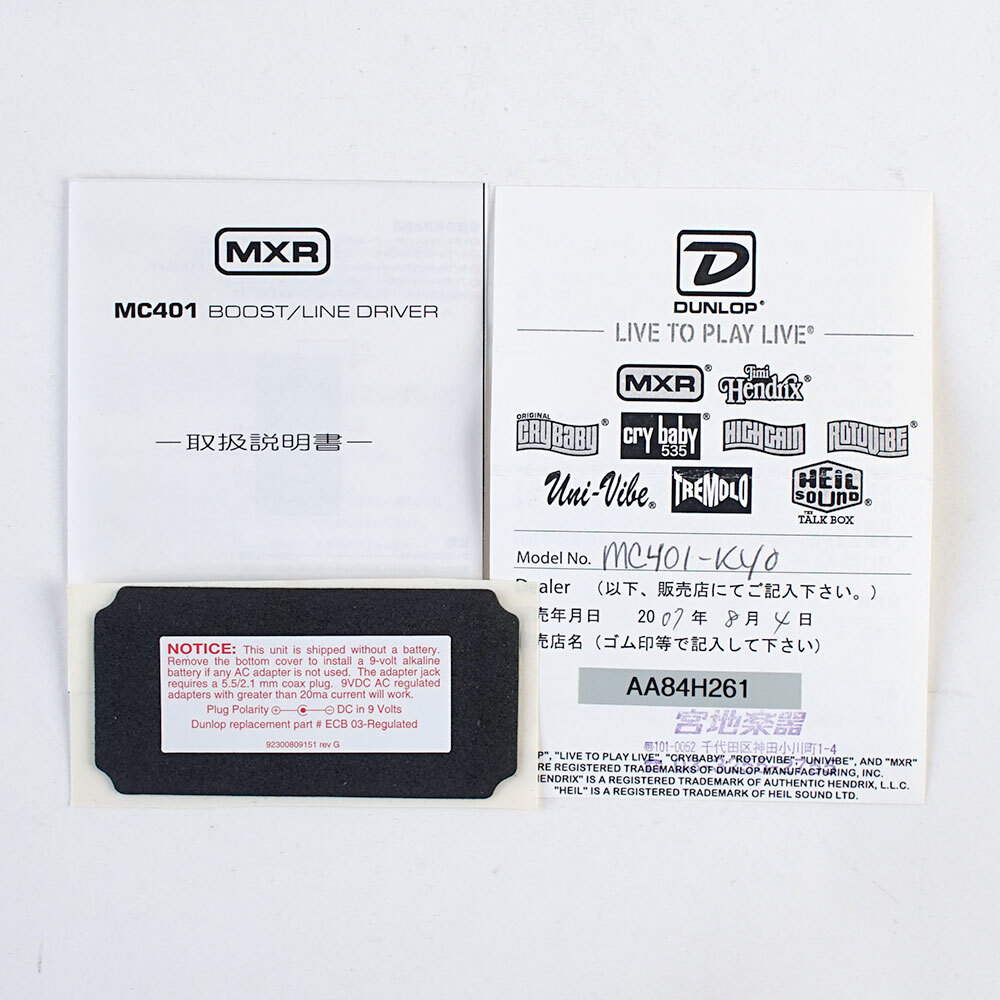 MXR
MC401 BOOST/LINE DRIVER
―取扱説明書―
NOTICE: This unit is shipped without a battery.
Remove the bottom cover to install a 9-volt alkaline
battery if any AC adapter is not used. The adapter jack
requires a 5.5/2.1 mm coax plug. 9VDC AC regulated
adapters with greater than 20ma current will work.
Plug Polarity DC in 9 Volts
Dunlop replacement part # ECB 03-Regulated
92300809151 rev G
D
DUNLOP®
LIVE TO PLAY LIVE®
MXR® Jimi Hendrix®
ORIGINAL CRYBABY® cry baby 535® HIGH GAIN ROTOVIBE®
Uni-Vibe® TREMOLO HEIL SOUND® THE TALK BOX
Model No. MC401-KYO
Dealer (以下、販売店にてご記入下さい。)
売年月日 2007年 8月 4日
売店名(ゴム印等で記入して下さい)
AA84H261
宮地楽器
〒101-0052 千代田区神田小川町1-4
P", "LIVE TO PLAY LIVE", "CRYBABY", "ROTOVIBE", "UNIVIBE", AND "MXR"
RE REGISTERED TRADEMARKS OF DUNLOP MANUFACTURING, INC.
HENDRIX" IS A REGISTERED TRADEMARK OF AUTHENTIC HENDRIX, L.L.C.
"HEIL" IS A REGISTERED TRADEMARK OF HEIL SOUND LTD.